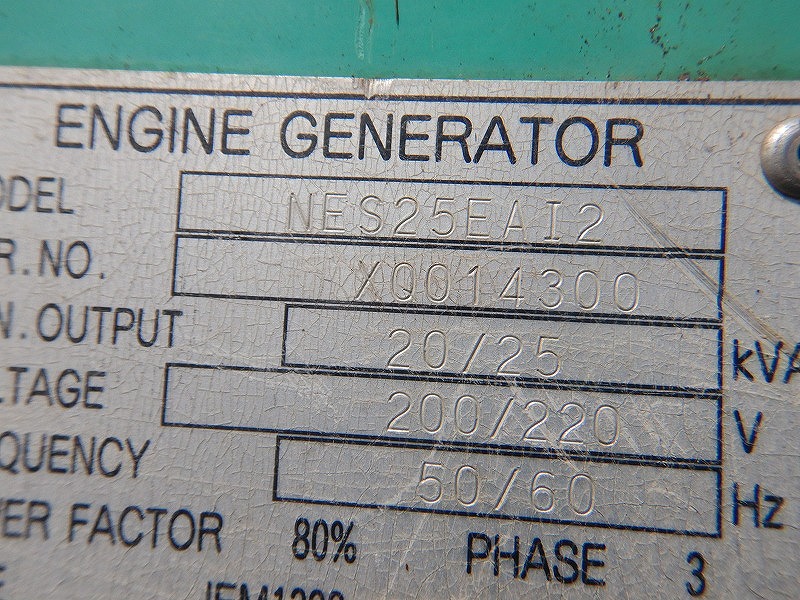 ENGINE GENERATOR
MODEL NES25EAI2
R.NO. X0014300
N.OUTPUT 20/25 kVA
LTAGE 200/220 V
QUENCY 50/60 Hz
ER FACTOR 80% PHASE 3